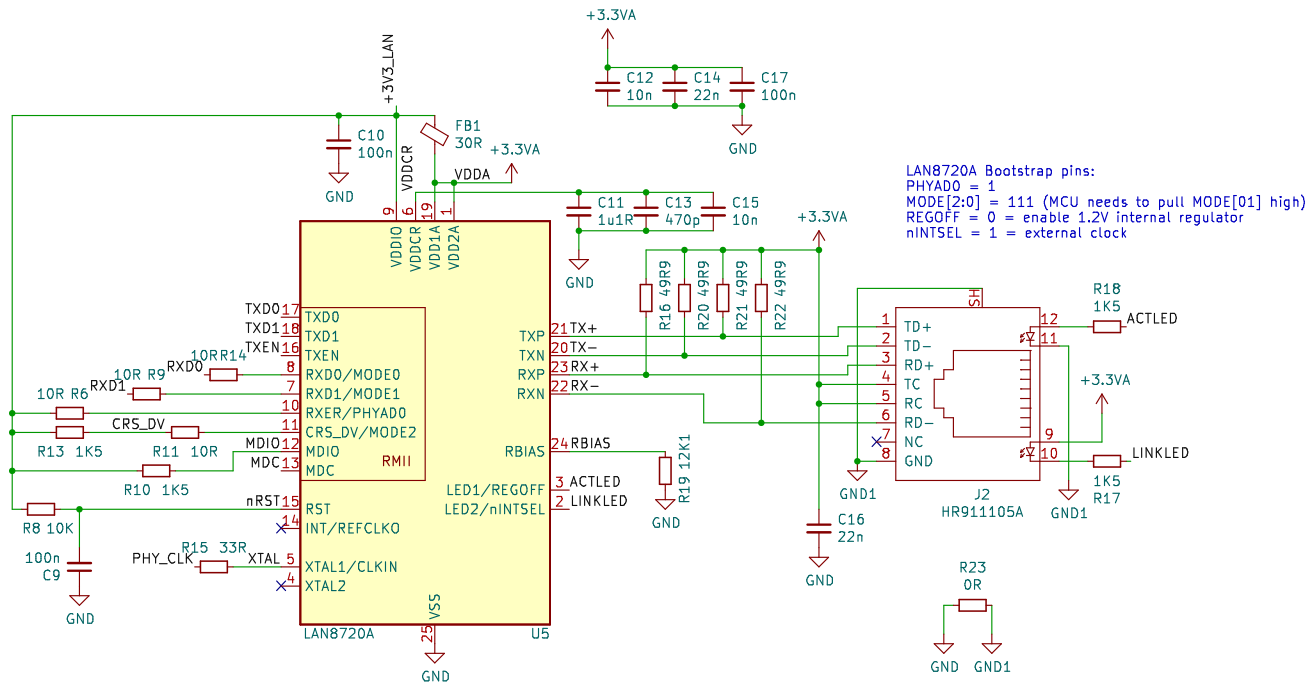 +3.3VA
C12
10n
C14
22n
C17
100n
GND
+3V3_LAN
C10
100n
GND
FB1
30R
+3.3VA
VDDCR
VDDA
C11
1u1R
C13
470p
C15
10n
GND
LAN8720A Bootstrap pins:
PHYAD0 = 1
MODE[2:0] = 111 (MCU needs to pull MODE[01] high)
REGOFF = 0 = enable 1.2V internal regulator
nINTSEL = 1 = external clock
9
6
19
1
VDDIO
VDDCR
VDD1A
VDD2A
+3.3VA
R16 49R9
R20 49R9
R21 49R9
R22 49R9
TXD0 17 TXD0
TXD1 18 TXD1
TXEN 16 TXEN
RXD0 10R R14 8 RXD0/MODE0
RXD1 10R R9 7 RXD1/MODE1
10R R6 10 RXER/PHYAD0
R13 1K5 CRS_DV R11 10R 11 CRS_DV/MODE2
MDIO 12 MDIO
MDC 13 MDC
R10 1K5
RMII
nRST 15 RST
R8 10K
14 INT/REFCLKO
100n
C9
GND
PHY_CLK R15 33R XTAL 5 XTAL1/CLKIN
4 XTAL2
TXP 21 TX+
TXN 20 TX-
RXP 23 RX+
RXN 22 RX-
RBIAS 24 RBIAS
R19 12K1
GND
LED1/REGOFF 3 ACTLED
LED2/nINTSEL 2 LINKLED
VSS
25
GND
LAN8720A
U5
SH
1 TD+
2 TD-
3 RD+
4 TC
5 RC
6 RD-
7 NC
8 GND
12
11
9
10
R18
1K5
ACTLED
+3.3VA
LINKLED
1K5
R17
GND1
GND1
J2
HR911105A
C16
22n
GND
R23
0R
GND
GND1